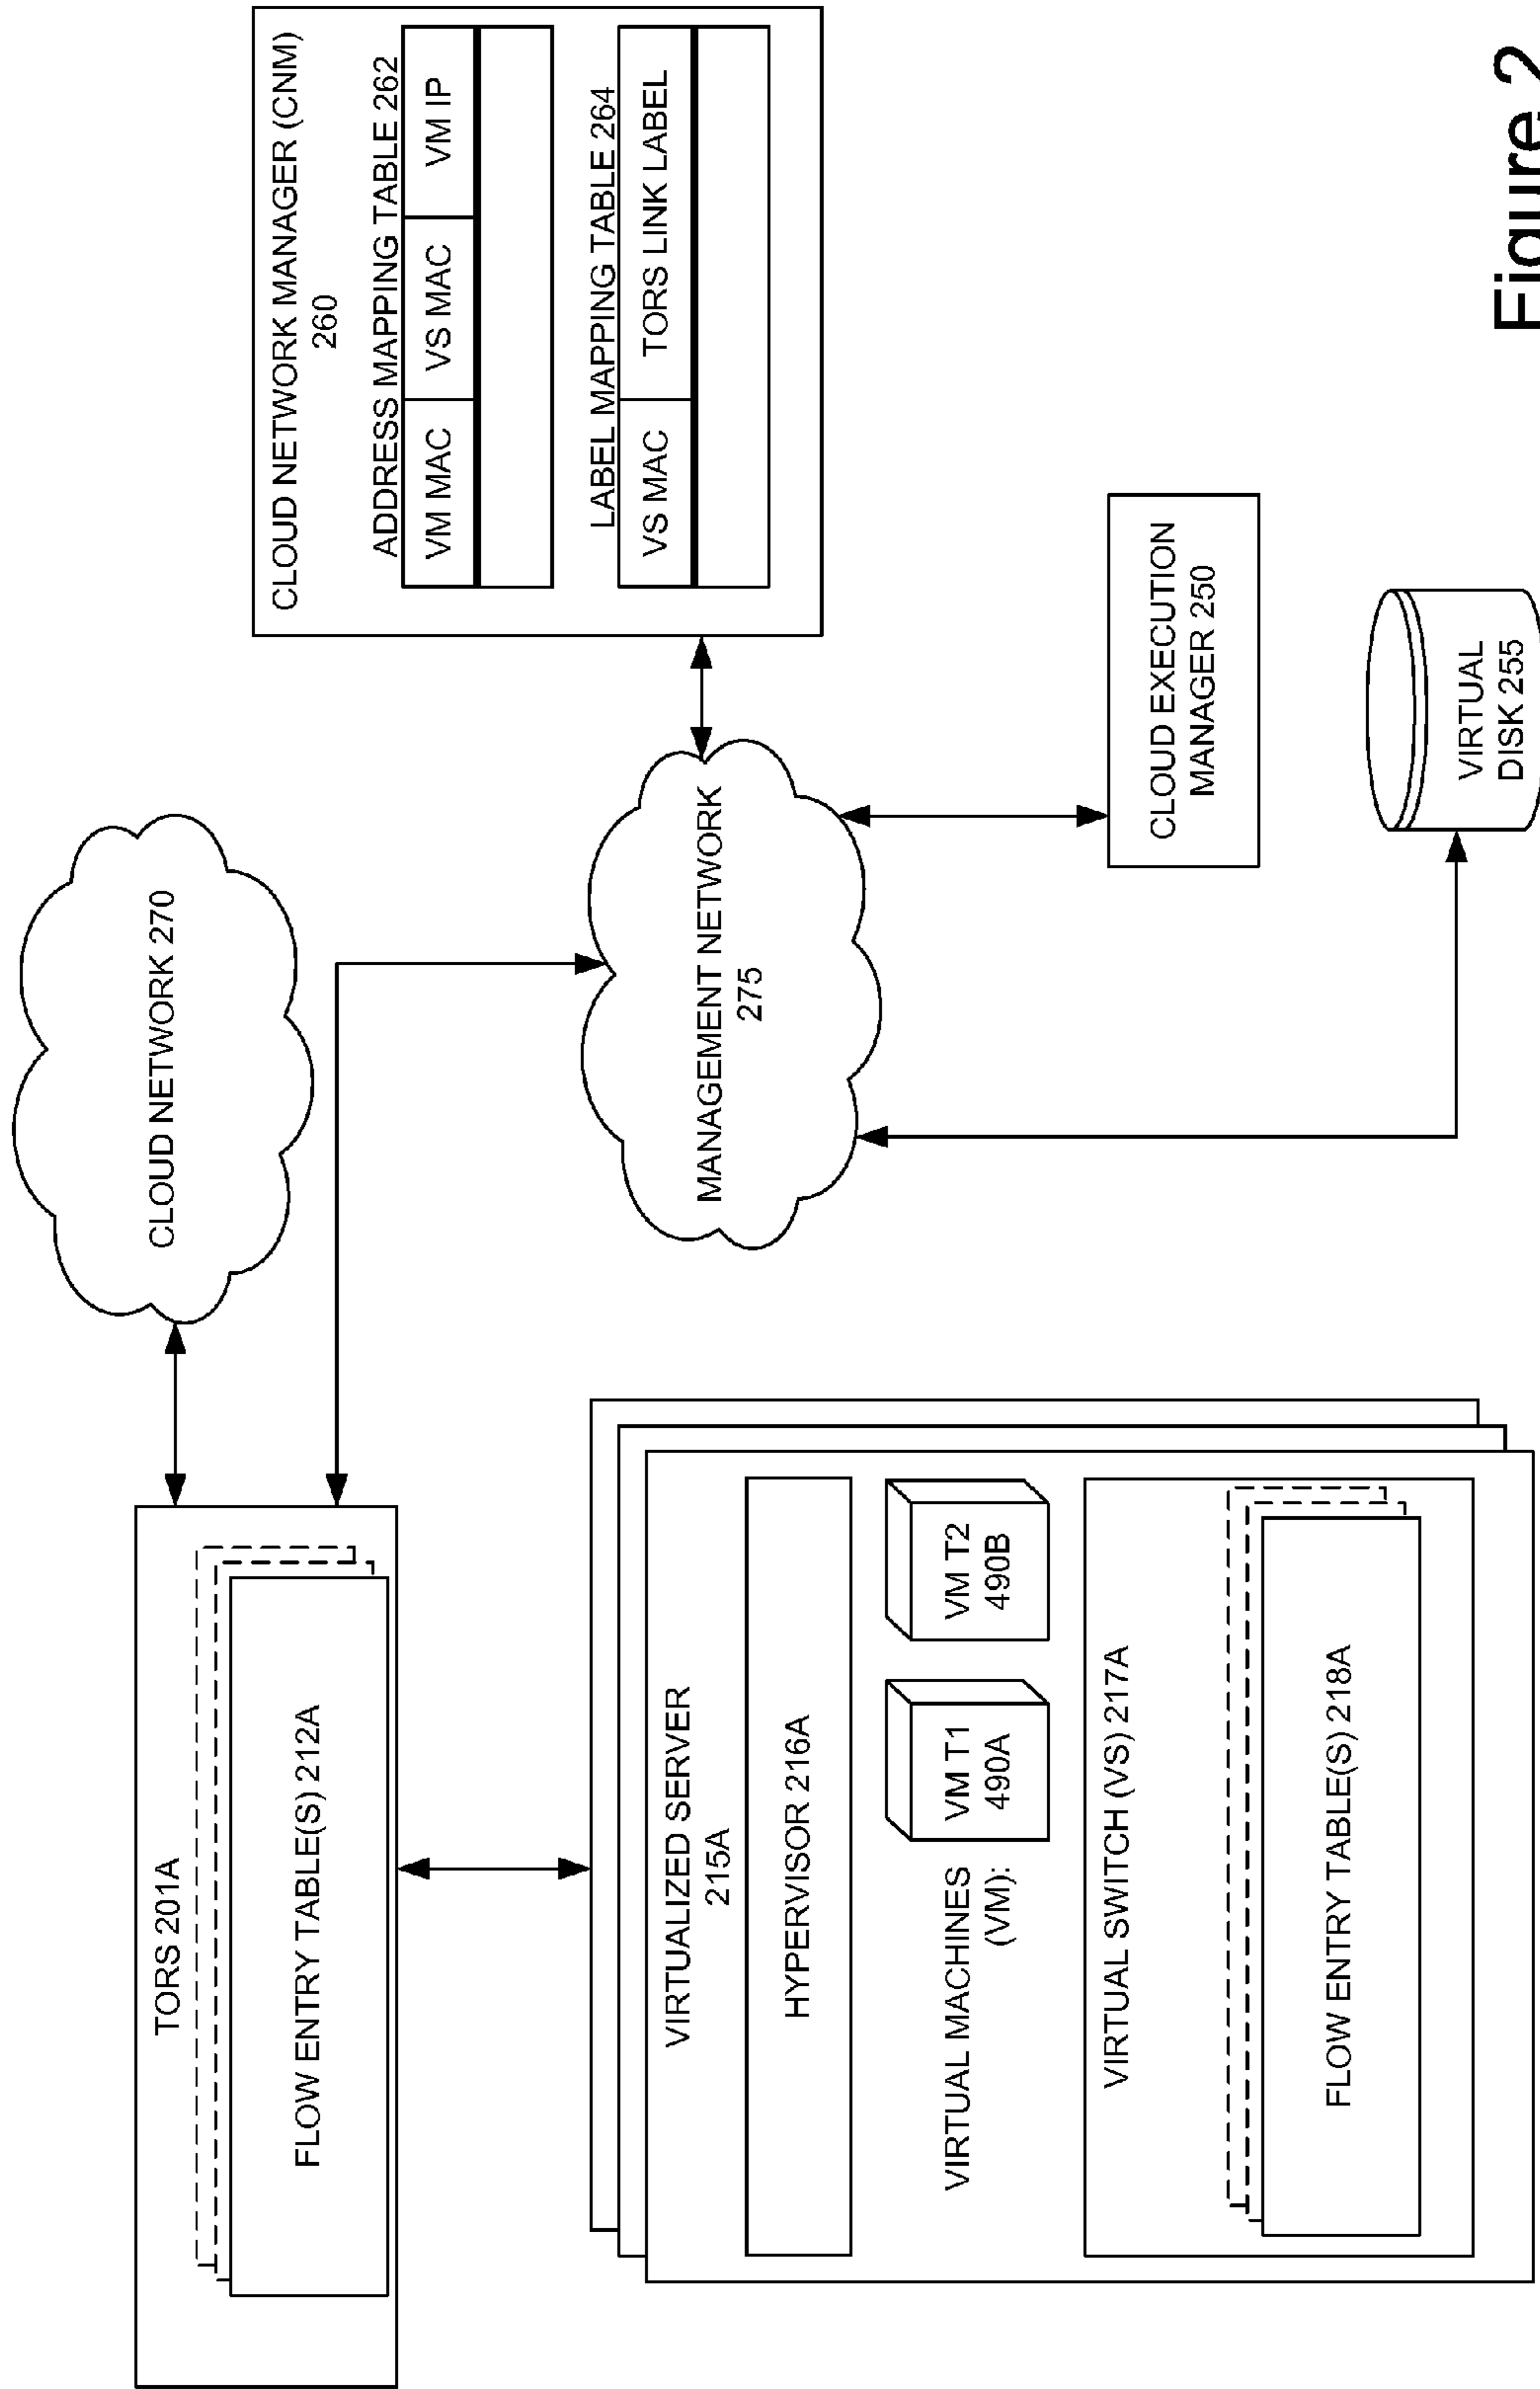 TORS 201A
FLOW ENTRY TABLE(S) 212A
CLOUD NETWORK 270
CLOUD NETWORK MANAGER (CNM)
260
ADDRESS MAPPING TABLE 262
VM MAC
VS MAC
VM IP
LABEL MAPPING TABLE 264
VS MAC
TORS LINK LABEL
MANAGEMENT NETWORK
275
VIRTUALIZED SERVER
215A
HYPERVISOR 216A
VIRTUAL MACHINES
(VM):
VM T1
490A
VM T2
490B
VIRTUAL SWITCH (VS) 217A
FLOW ENTRY TABLE(S) 218A
CLOUD EXECUTION
MANAGER 250
VIRTUAL
DISK 255
Figure 2